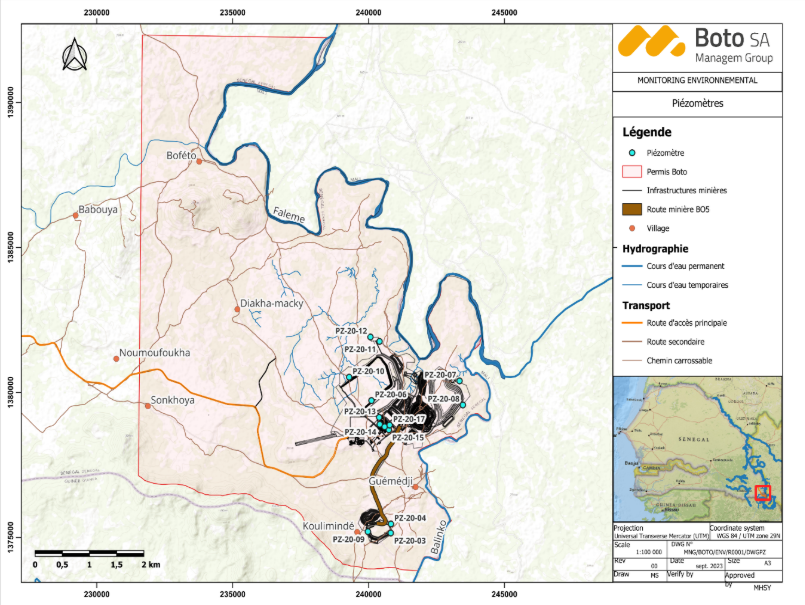 230000 235000 240000 245000
Boto SA
Managem Group
MONITORING ENVIRONNEMENTAL
Piézomètres
Légende
Piézomètre
Permis Boto
Infrastructures minières
Route minière BO5
Village
Hydrographie
Cours d'eau permanent
Cours d'eau temporaires
Transport
Route d'accès principale
Route secondaire
Chemin carrossable
1390000
1385000
1380000
1375000
Boféto
Babouya
Faleme
Diakha-macky
Noumoufoukha
Sonkhoya
PZ-20-12
PZ-20-11
PZ-20-10
PZ-20-07
PZ-20-06
PZ-20-08
PZ-20-13
PZ-20-17
PZ-20-14
PZ-20-15
Guémédji
Koulimindé
PZ-20-04
PZ-20-09
PZ-20-03
Balinko
0 0,5 1 1,5 2 km
230000 235000 240000 245000
SENEGAL
Projection
Universal Transverse Mercator (UTM)
Coordinate system
WGS 84 / UTM zone 29N
Scale
1:100 000
DWG N°
MNG/BOTO/ENV/R0001/DWGPZ
Rev
00
Date
sept. 2023
Size
A3
Draw
MS
Verify by
Approved by
MHSY